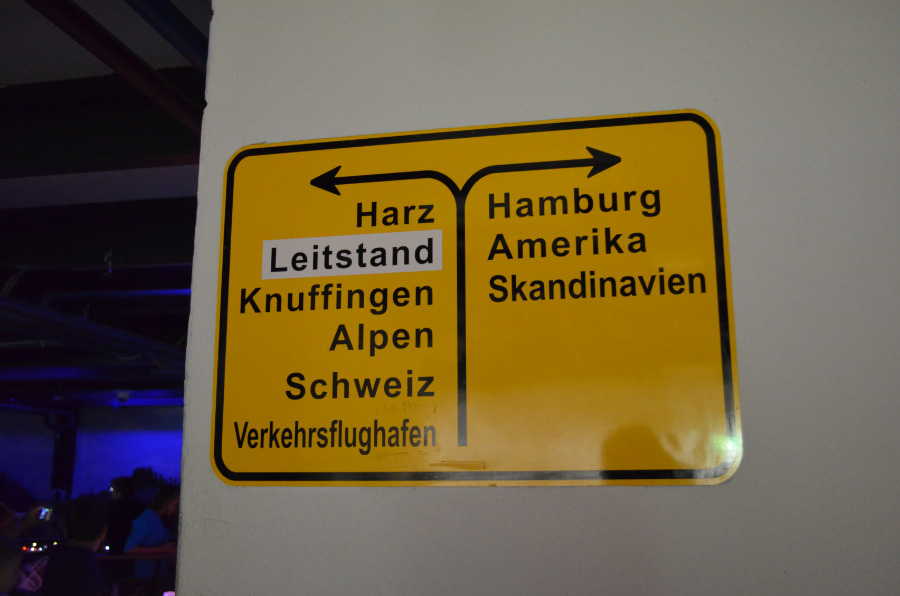 Harz
Leitstand
Knuffingen
Alpen
Schweiz
Verkehrsflughafen
Hamburg
Amerika
Skandinavien